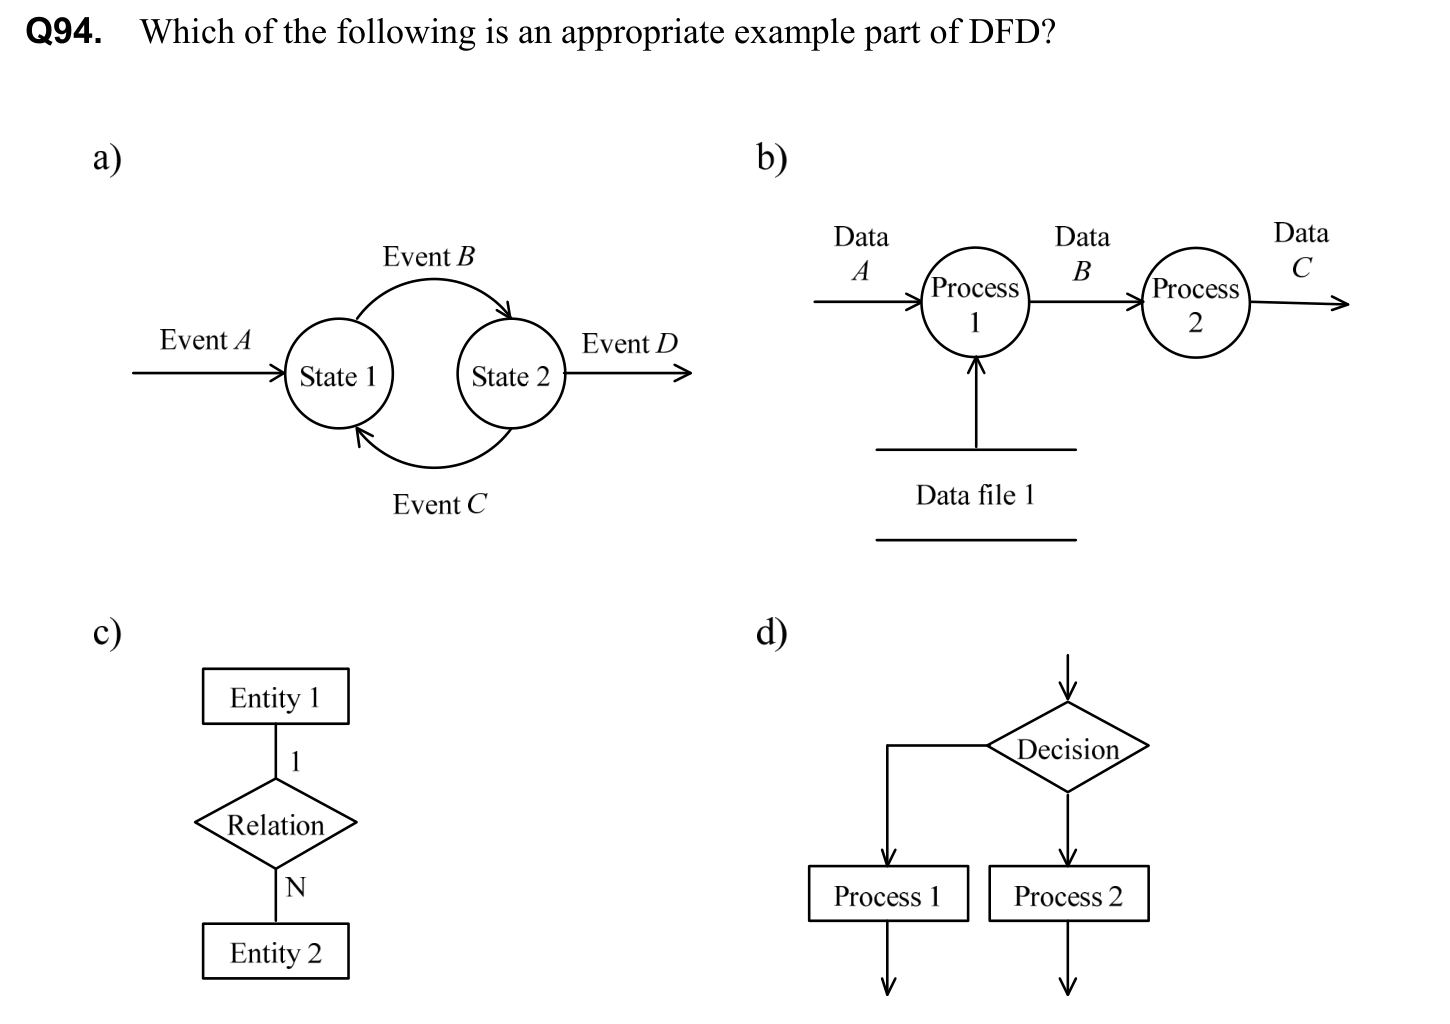 Q94. Which of the following is an appropriate example part of DFD?
a)
Event B
Event A
Event D
State 1
State 2
Event C
b)
Data
A
Data
B
Data
C
Process
1
Process
2
Data file 1
c)
Entity 1
1
Relation
N
Entity 2
d)
Decision
Process 1
Process 2